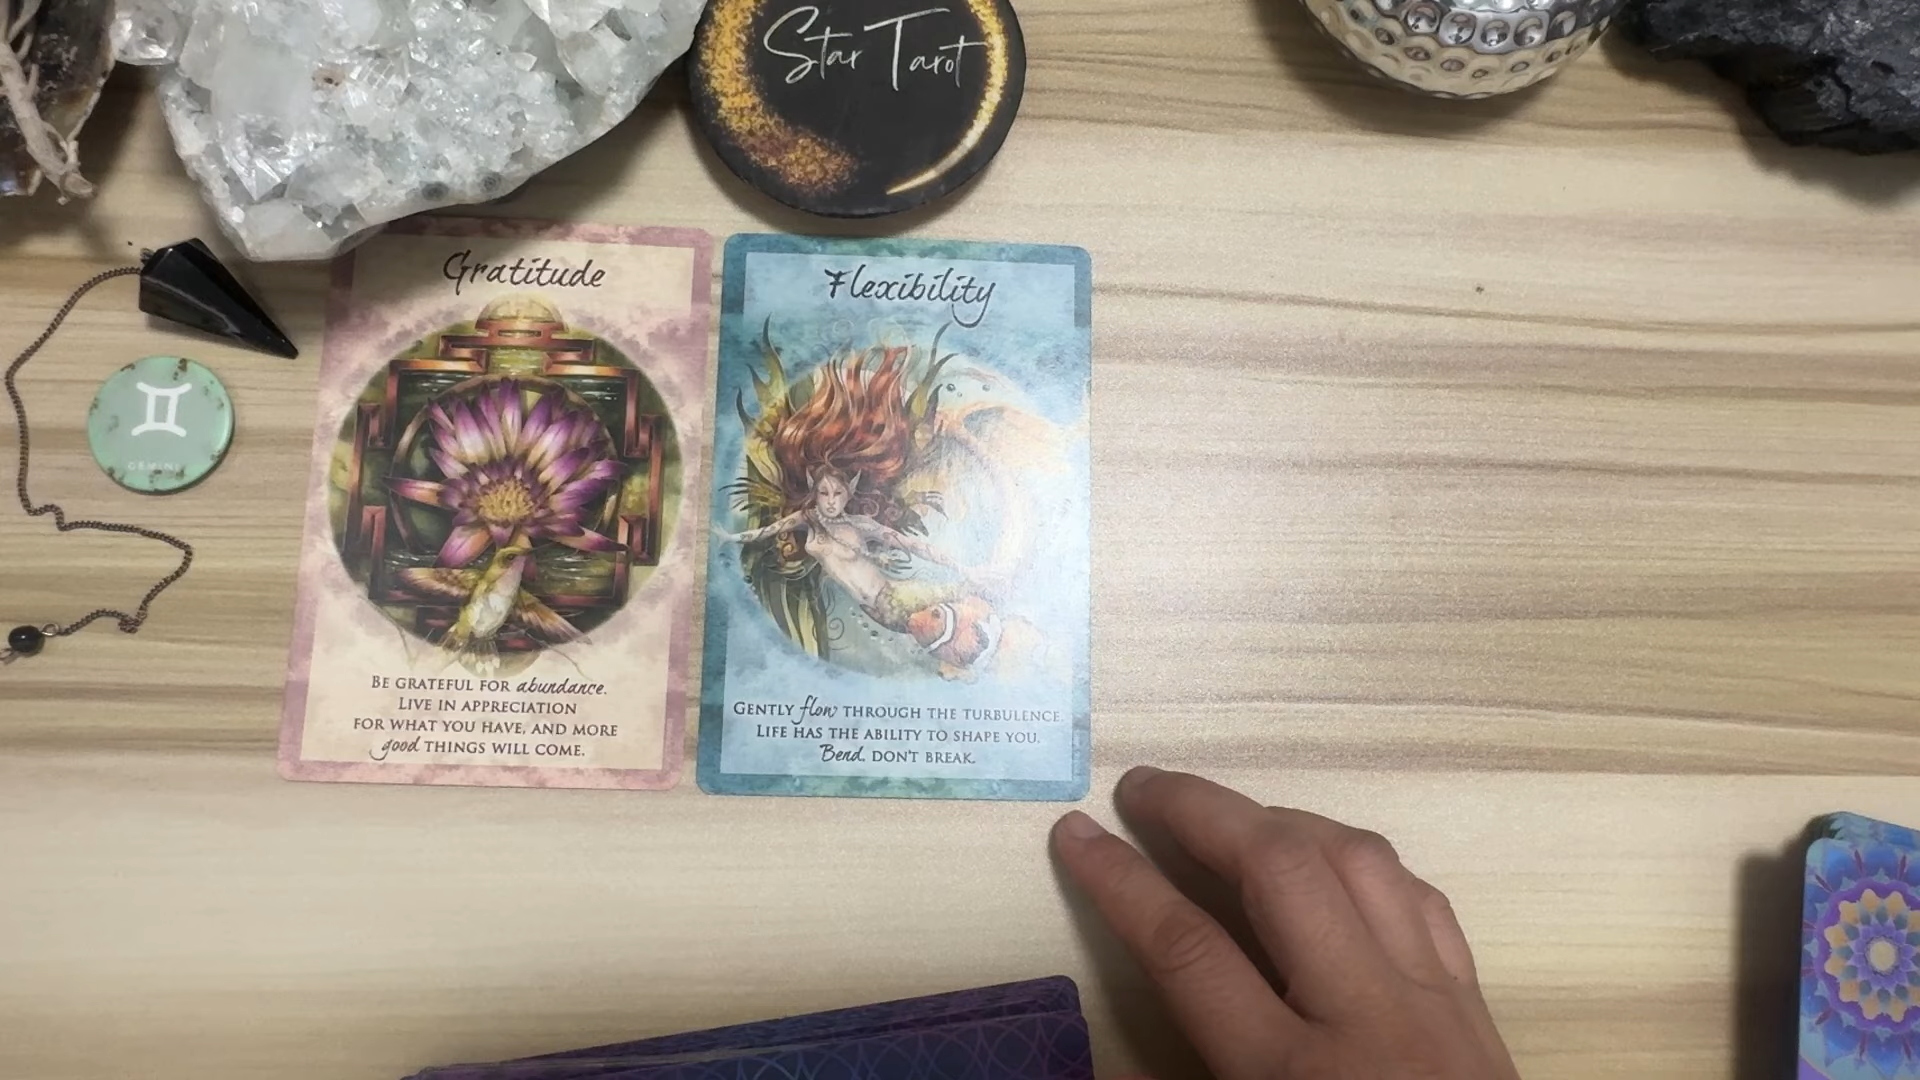 Star Tarot
Gratitude
Flexibility
GEMINI
BE GRATEFUL FOR abundance.
LIVE IN APPRECIATION
FOR WHAT YOU HAVE, AND MORE
good THINGS WILL COME.
GENTLY flow THROUGH THE TURBULENCE.
LIFE HAS THE ABILITY TO SHAPE YOU.
Bend. DON'T BREAK.